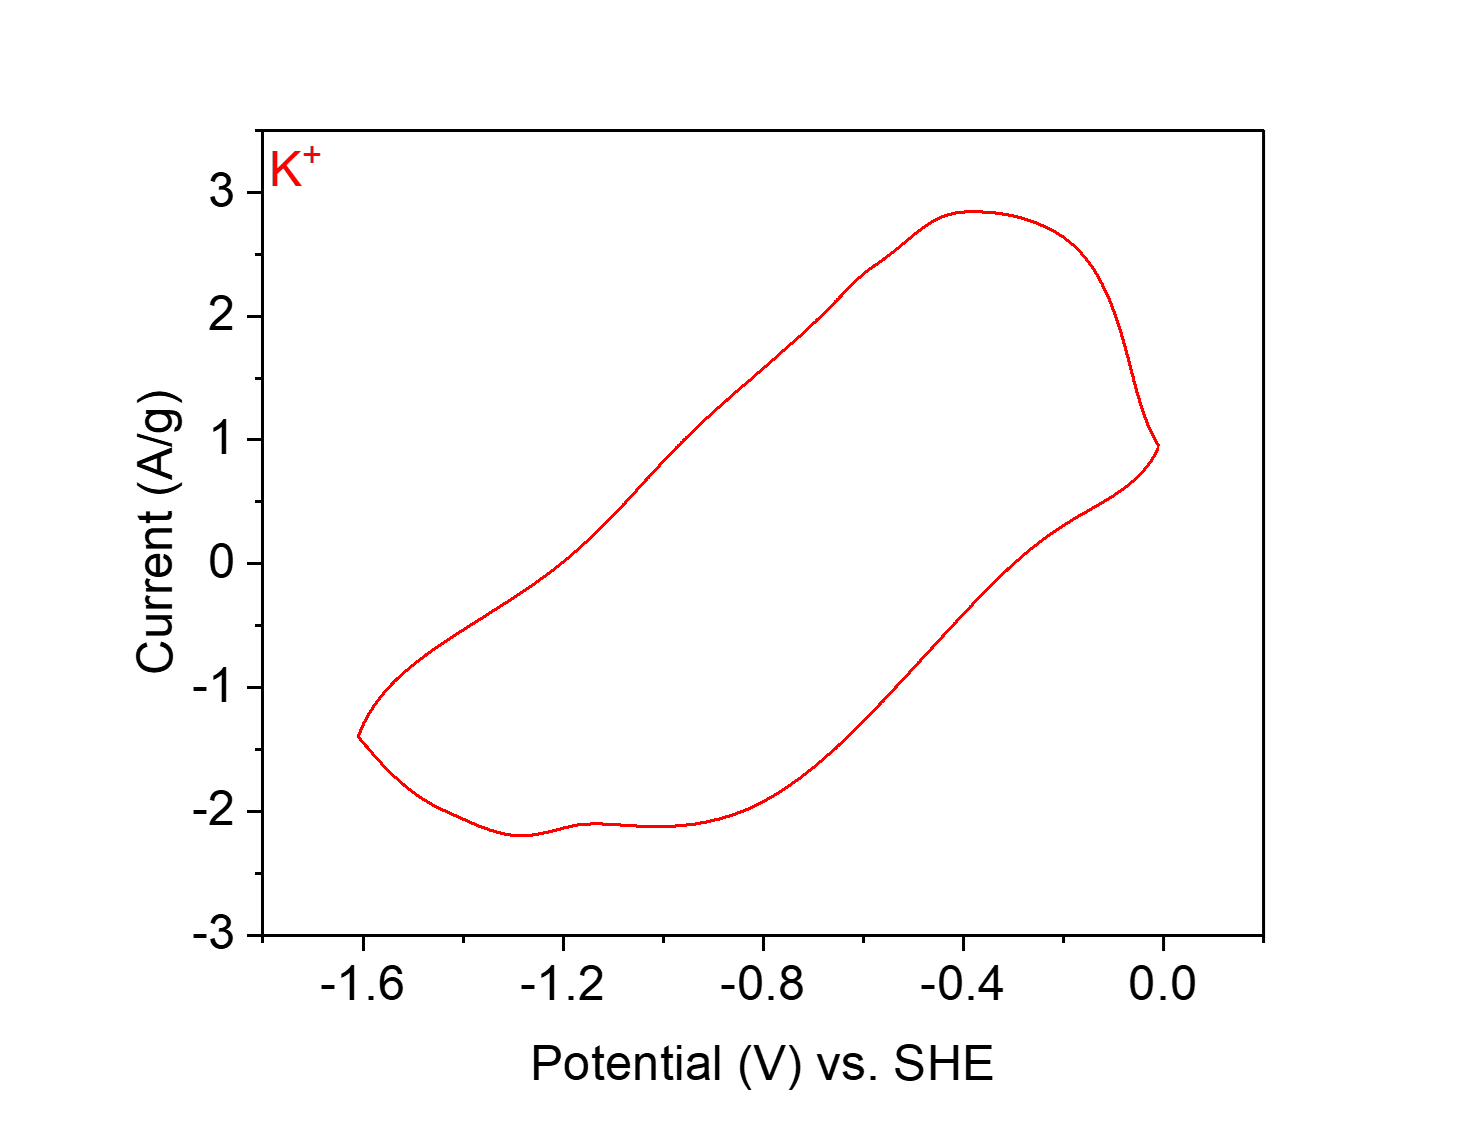 K⁺
3
2
1
0
-1
-2
-3
Current (A/g)
-1.6 -1.2 -0.8 -0.4 0.0
Potential (V) vs. SHE